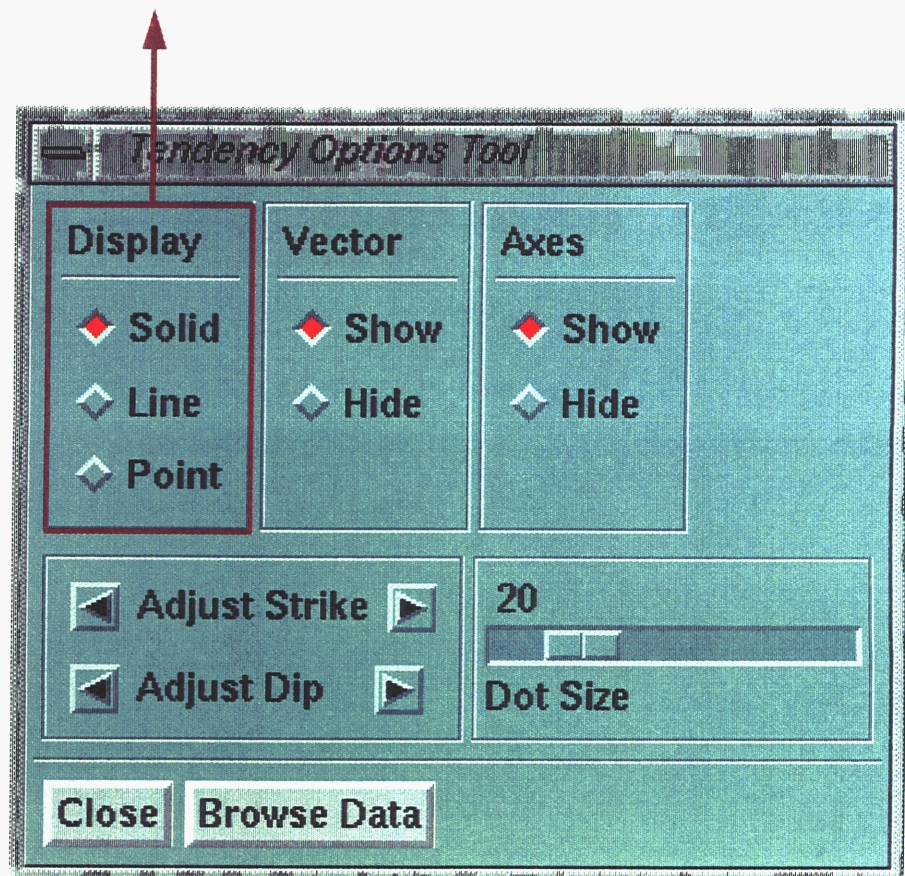 Tendency Options Tool
Display
Solid
Line
Point
Vector
Show
Hide
Axes
Show
Hide
Adjust Strike
Adjust Dip
20
Dot Size
Close
Browse Data